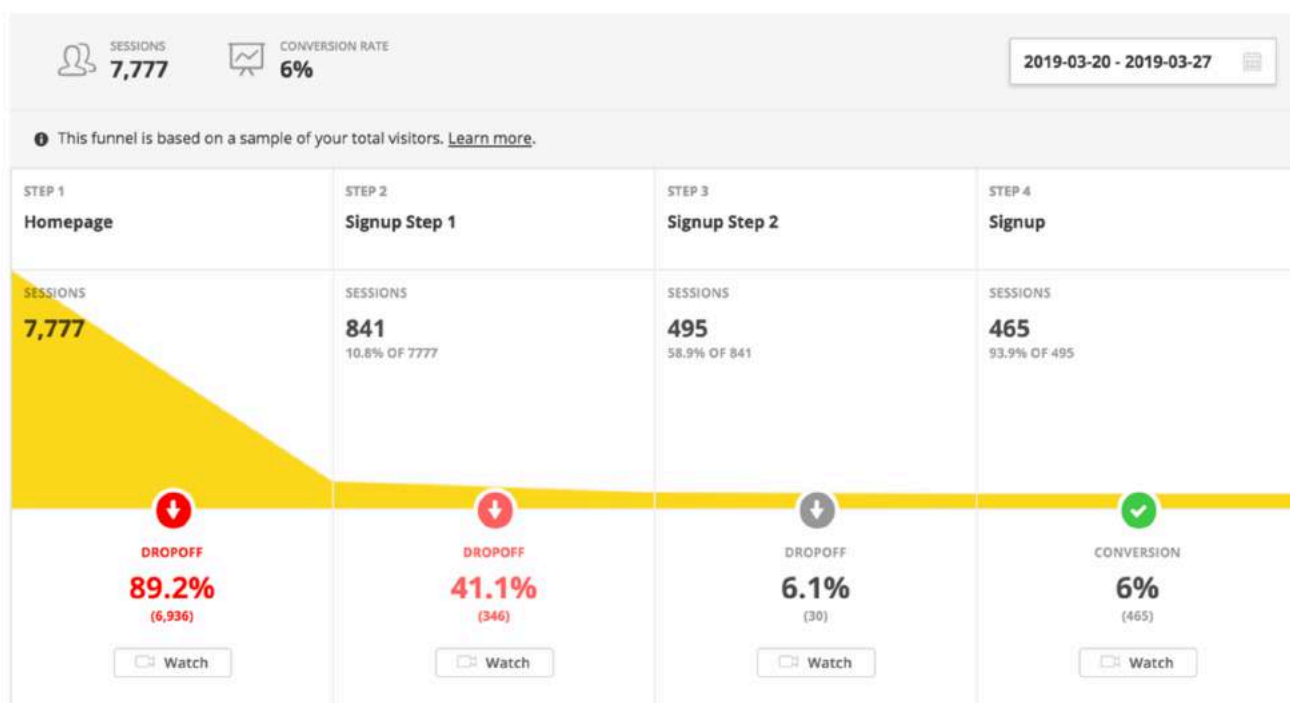 SESSIONS
7,777
CONVERSION RATE
6%
2019-03-20 - 2019-03-27
This funnel is based on a sample of your total visitors. Learn more.
STEP 1
Homepage
STEP 2
Signup Step 1
STEP 3
Signup Step 2
STEP 4
Signup
SESSIONS
7,777
SESSIONS
841
10.8% OF 7777
SESSIONS
495
58.9% OF 841
SESSIONS
465
93.9% OF 495
DROPOFF
89.2%
(6,936)
Watch
DROPOFF
41.1%
(346)
Watch
DROPOFF
6.1%
(30)
Watch
CONVERSION
6%
(465)
Watch